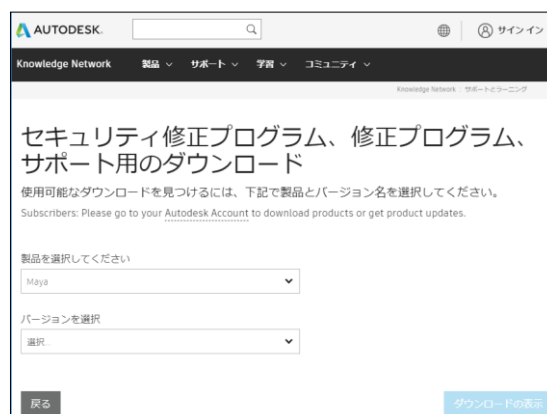 AUTODESK.
サインイン
Knowledge Network 製品 サポート 学習 コミュニティ
Knowledge Network | サポートとラーニング
セキュリティ修正プログラム、修正プログラム、
サポート用のダウンロード
使用可能なダウンロードを見つけるには、下記で製品とバージョン名を選択してください。
Subscribers: Please go to your Autodesk Account to download products or get product updates.
製品を選択してください
Maya
バージョンを選択
選択...
戻る
ダウンロードの表示